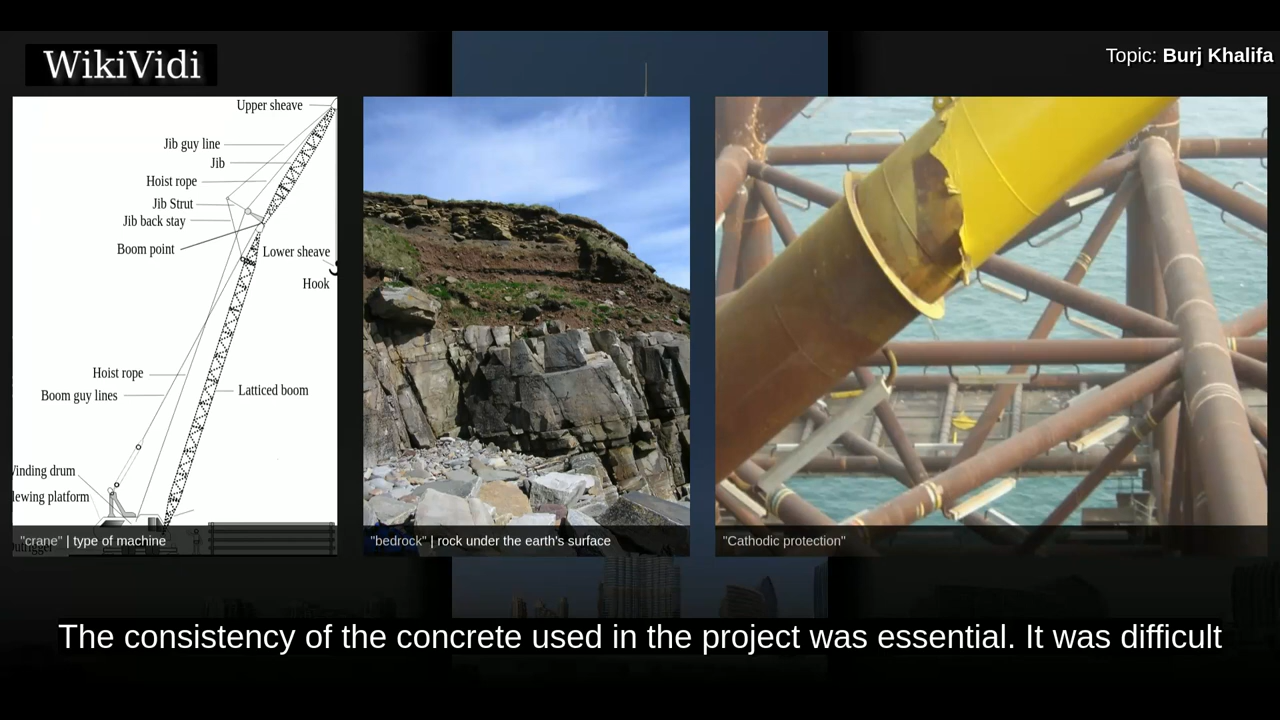 WikiVidi
Topic: Burj Khalifa
Upper sheave
Jib guy line
Jib
Hoist rope
Jib Strut
Jib back stay
Boom point
Lower sheave
Hook
Hoist rope
Boom guy lines
Latticed boom
inding drum
lewing platform
"crane" | type of machine
"bedrock" | rock under the earth's surface
"Cathodic protection"
The consistency of the concrete used in the project was essential. It was difficult